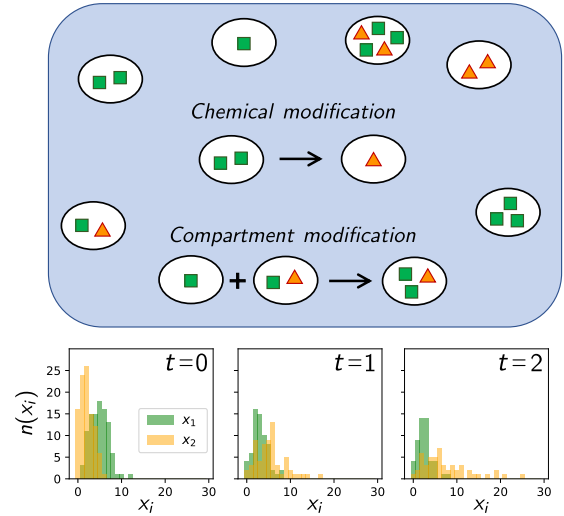 Chemical modification
Compartment modification
+
t=0
t=1
t=2
n(x_i)
25
20
15
10
5
0
x_1
x_2
0 10 20 30
0 10 20 30
0 10 20 30
x_i
x_i
x_i